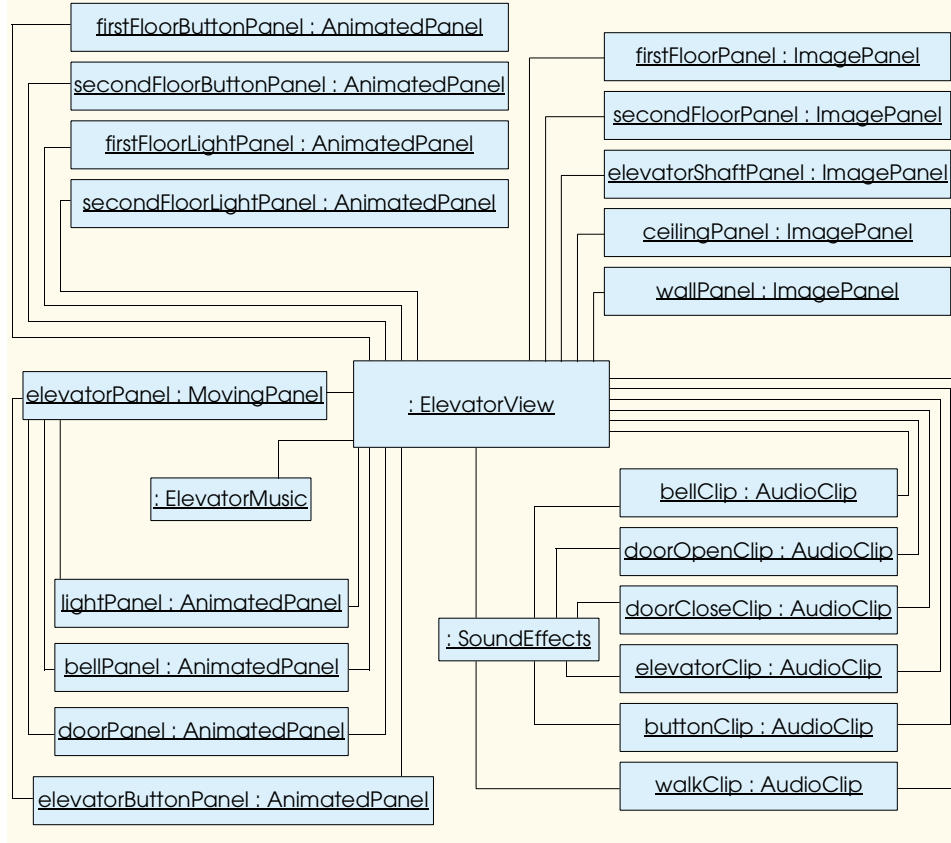 firstFloorButtonPanel : AnimatedPanel
secondFloorButtonPanel : AnimatedPanel
firstFloorLightPanel : AnimatedPanel
secondFloorLightPanel : AnimatedPanel
firstFloorPanel : ImagePanel
secondFloorPanel : ImagePanel
elevatorShaftPanel : ImagePanel
ceilingPanel : ImagePanel
wallPanel : ImagePanel
elevatorPanel : MovingPanel
: ElevatorView
: ElevatorMusic
lightPanel : AnimatedPanel
bellPanel : AnimatedPanel
doorPanel : AnimatedPanel
elevatorButtonPanel : AnimatedPanel
: SoundEffects
bellClip : AudioClip
doorOpenClip : AudioClip
doorCloseClip : AudioClip
elevatorClip : AudioClip
buttonClip : AudioClip
walkClip : AudioClip